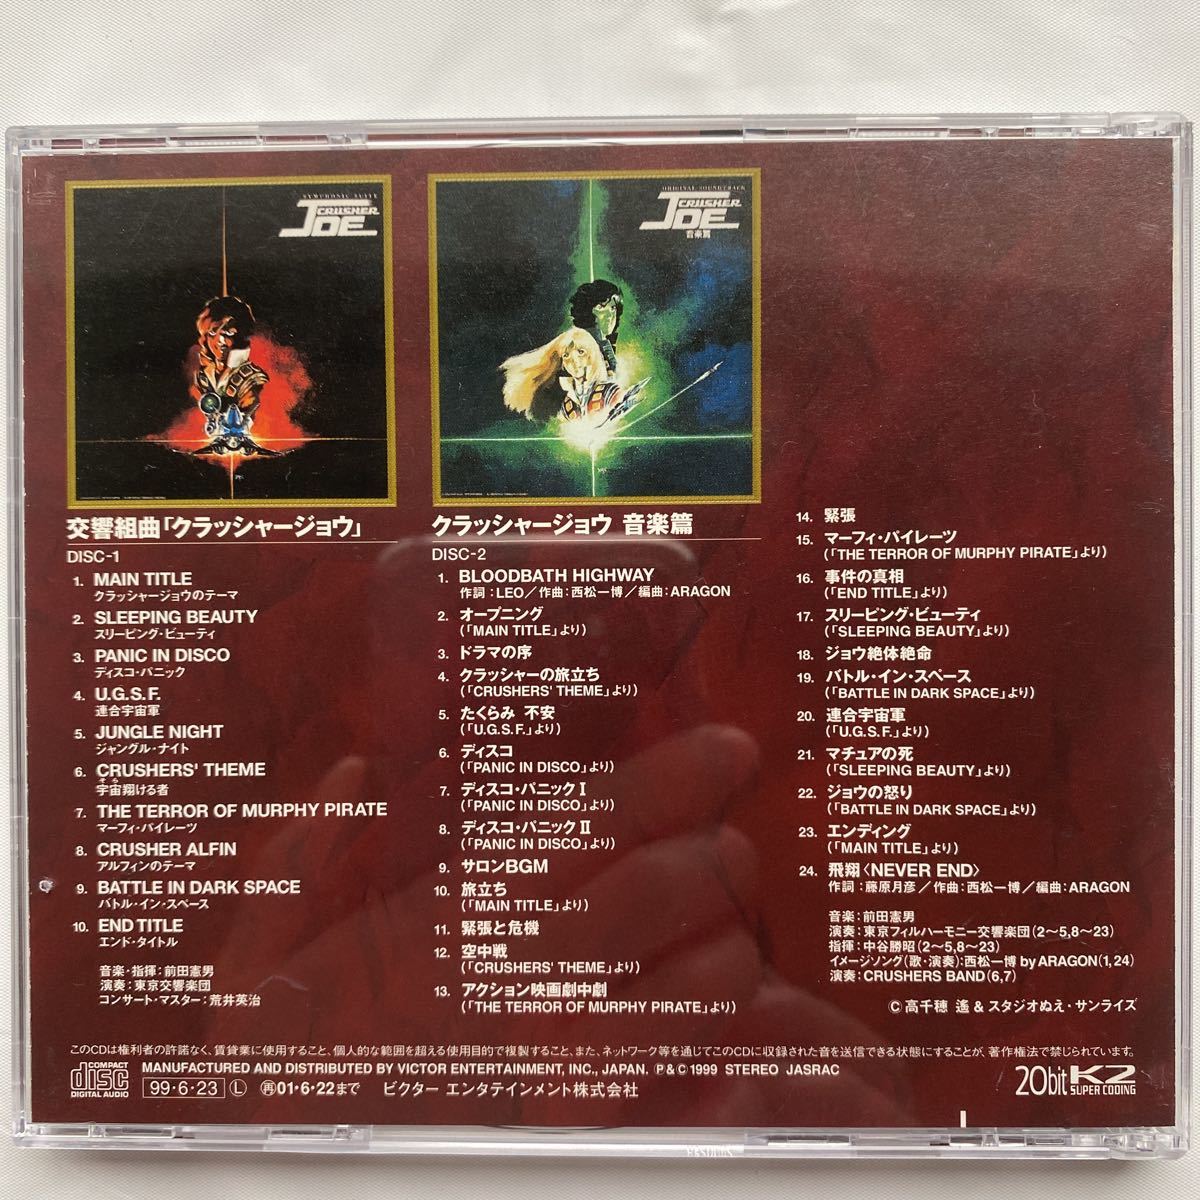 SYMPHONIC SUITE
CRUSHER
JOE
ORIGINAL SOUNDTRACK
CRUSHER
JOE
音楽篇
交響組曲「クラッシャージョウ」
DISC-1
1. MAIN TITLE
クラッシャージョウのテーマ
2. SLEEPING BEAUTY
スリーピング・ビューティ
3. PANIC IN DISCO
ディスコ・パニック
4. U.G.S.F.
連合宇宙軍
5. JUNGLE NIGHT
ジャングル・ナイト
6. CRUSHERS' THEME
そら
宇宙翔ける者
7. THE TERROR OF MURPHY PIRATE
マーフィ・パイレーツ
8. CRUSHER ALFIN
アルフィンのテーマ
9. BATTLE IN DARK SPACE
バトル・イン・スペース
10. END TITLE
エンド・タイトル
音楽・指揮：前田憲男
演奏：東京交響楽団
コンサート・マスター：荒井英治
クラッシャージョウ 音楽篇
DISC-2
1. BLOODBATH HIGHWAY
作詞：LEO／作曲：西松一博／編曲：ARAGON
2. オープニング
(「MAIN TITLE」より)
3. ドラマの序
4. クラッシャーの旅立ち
(「CRUSHERS' THEME」より)
5. たくらみ 不安
(「U.G.S.F.」より)
6. ディスコ
(「PANIC IN DISCO」より)
7. ディスコ・パニックⅠ
(「PANIC IN DISCO」より)
8. ディスコ・パニックⅡ
(「PANIC IN DISCO」より)
9. サロンBGM
10. 旅立ち
(「MAIN TITLE」より)
11. 緊張と危機
12. 空中戦
(「CRUSHERS' THEME」より)
13. アクション映画劇中劇
(「THE TERROR OF MURPHY PIRATE」より)
14. 緊張
15. マーフィ・パイレーツ
(「THE TERROR OF MURPHY PIRATE」より)
16. 事件の真相
(「END TITLE」より)
17. スリーピング・ビューティ
(「SLEEPING BEAUTY」より)
18. ジョウ絶体絶命
19. バトル・イン・スペース
(「BATTLE IN DARK SPACE」より)
20. 連合宇宙軍
(「U.G.S.F.」より)
21. マチュアの死
(「SLEEPING BEAUTY」より)
22. ジョウの怒り
(「BATTLE IN DARK SPACE」より)
23. エンディング
(「MAIN TITLE」より)
24. 飛翔〈NEVER END〉
作詞：藤原月彦／作曲：西松一博／編曲：ARAGON
音楽：前田憲男
演奏：東京フィルハーモニー交響楽団(2～5,8～23)
指揮：中谷勝昭(2～5,8～23)
イメージソング(歌・演奏)：西松一博 by ARAGON(1,24)
演奏：CRUSHERS BAND(6,7)
©高千穂 遙 & スタジオぬえ・サンライズ
このCDは権利者の許諾なく、賃貸業に使用すること、個人的な範囲を超える使用目的で複製すること、また、ネットワーク等を通じてこのCDに収録された音を送信できる状態にすることが、著作権法で禁じられています。
COMPACT
disc
DIGITAL AUDIO
MANUFACTURED AND DISTRIBUTED BY VICTOR ENTERTAINMENT, INC., JAPAN. ℗&©1999 STEREO JASRAC
99・6・23 Ⓛ 再01・6・22まで ビクター エンタテインメント株式会社
20bit K2
SUPER CODING